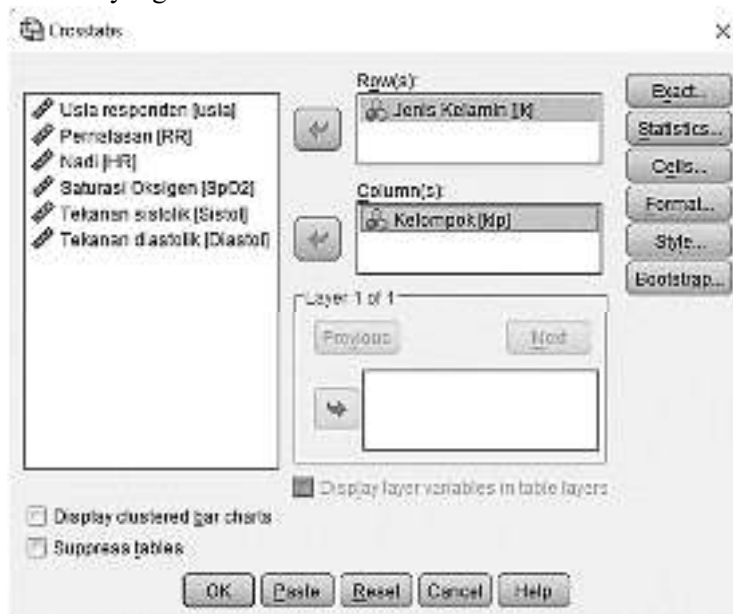 Crosstabs
Row(s):
Usia responden [usia]
Pernafasan [RR]
Nadi [HR]
Saturasi Oksigen [SpO2]
Tekanan sistolik [Sistol]
Tekanan diastolik [Diastol]
Jenis Kelamin [jk]
Column(s):
Kelompok [klp]
Exact...
Statistics...
Cells...
Format...
Style...
Bootstrap...
Layer 1 of 1
Previous
Next
Display layer variables in table layers
Display clustered bar charts
Suppress tables
OK Paste Reset Cancel Help